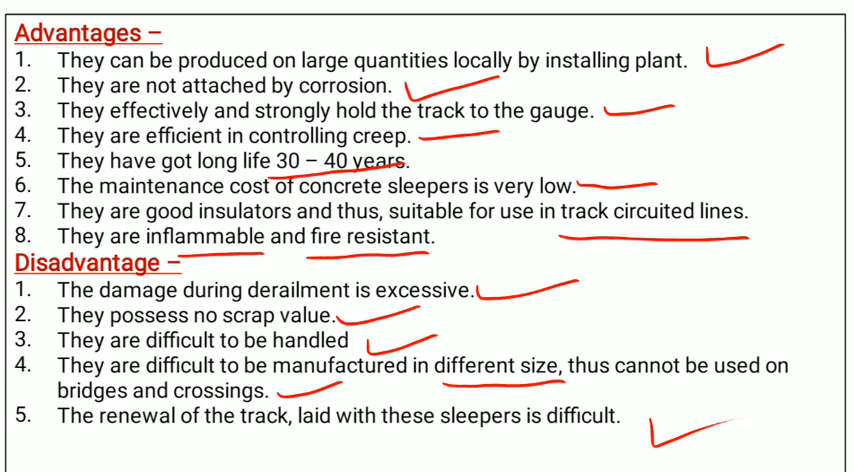 Advantages –
1. They can be produced on large quantities locally by installing plant.
2. They are not attached by corrosion.
3. They effectively and strongly hold the track to the gauge.
4. They are efficient in controlling creep.
5. They have got long life 30 – 40 years.
6. The maintenance cost of concrete sleepers is very low.
7. They are good insulators and thus, suitable for use in track circuited lines.
8. They are inflammable and fire resistant.
Disadvantage –
1. The damage during derailment is excessive.
2. They possess no scrap value.
3. They are difficult to be handled
4. They are difficult to be manufactured in different size, thus cannot be used on
bridges and crossings.
5. The renewal of the track, laid with these sleepers is difficult.